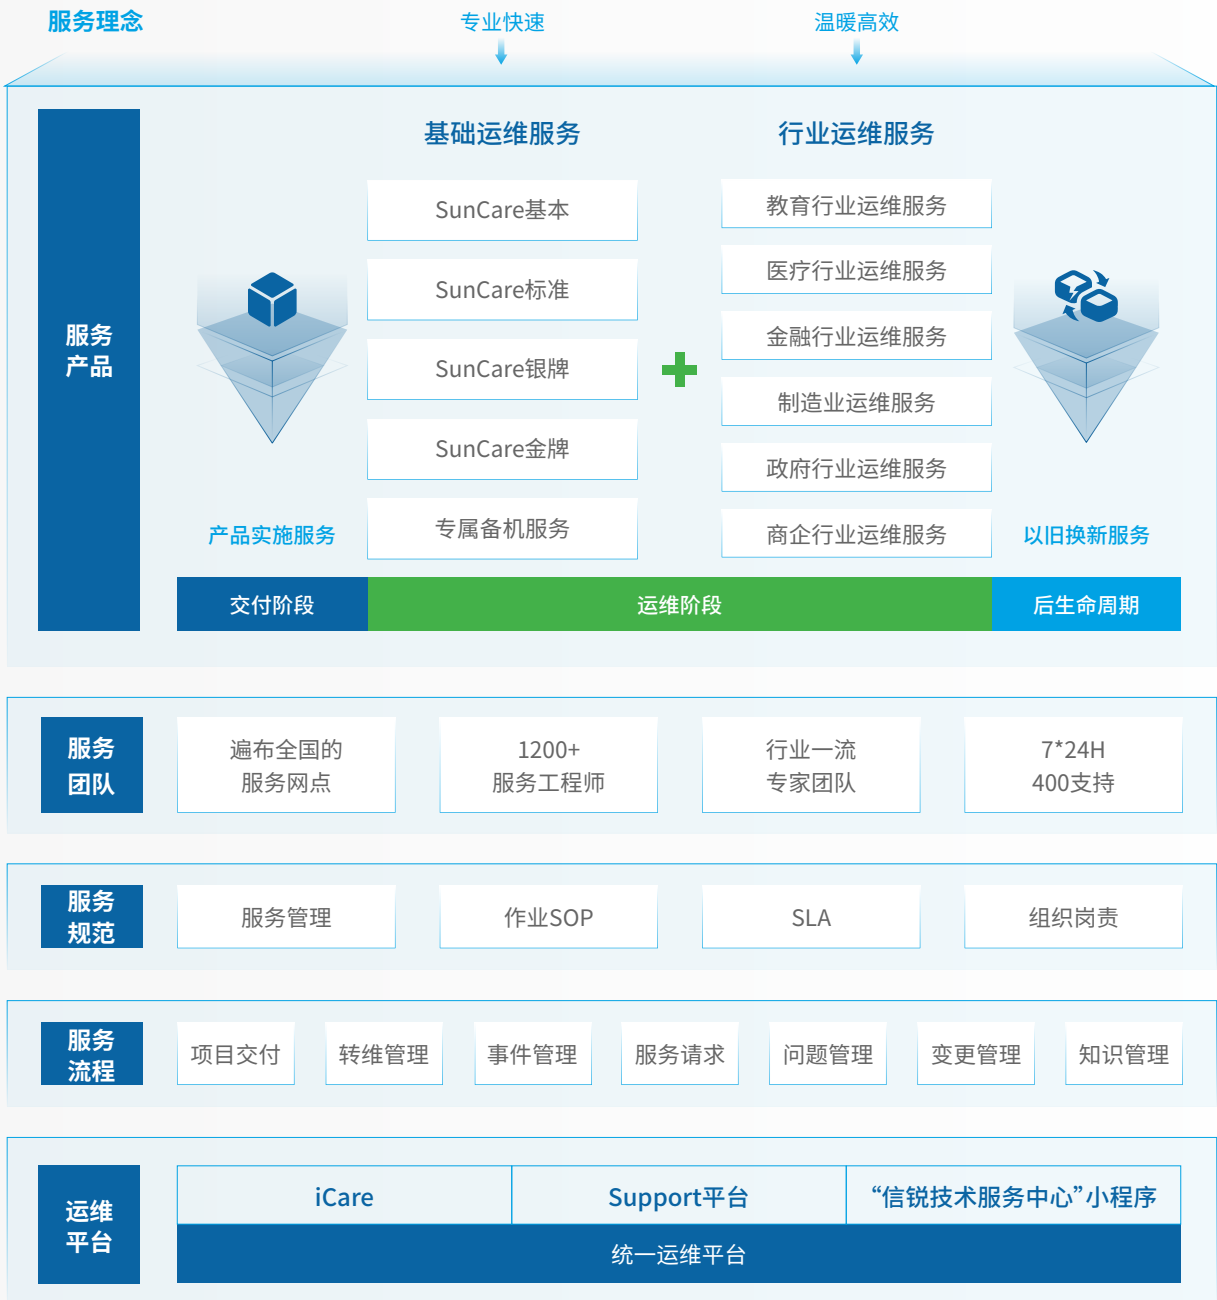 服务理念
专业快速
温暖高效
服务
产品
基础运维服务
SunCare基本
SunCare标准
SunCare银牌
SunCare金牌
专属备机服务
行业运维服务
教育行业运维服务
医疗行业运维服务
金融行业运维服务
制造业运维服务
政府行业运维服务
商企行业运维服务
产品实施服务
以旧换新服务
交付阶段
运维阶段
后生命周期
服务
团队
遍布全国的
服务网点
1200+
服务工程师
行业一流
专家团队
7*24H
400支持
服务
规范
服务管理
作业SOP
SLA
组织岗责
服务
流程
项目交付
转维管理
事件管理
服务请求
问题管理
变更管理
知识管理
运维
平台
iCare
Support平台
“信锐技术服务中心”小程序
统一运维平台